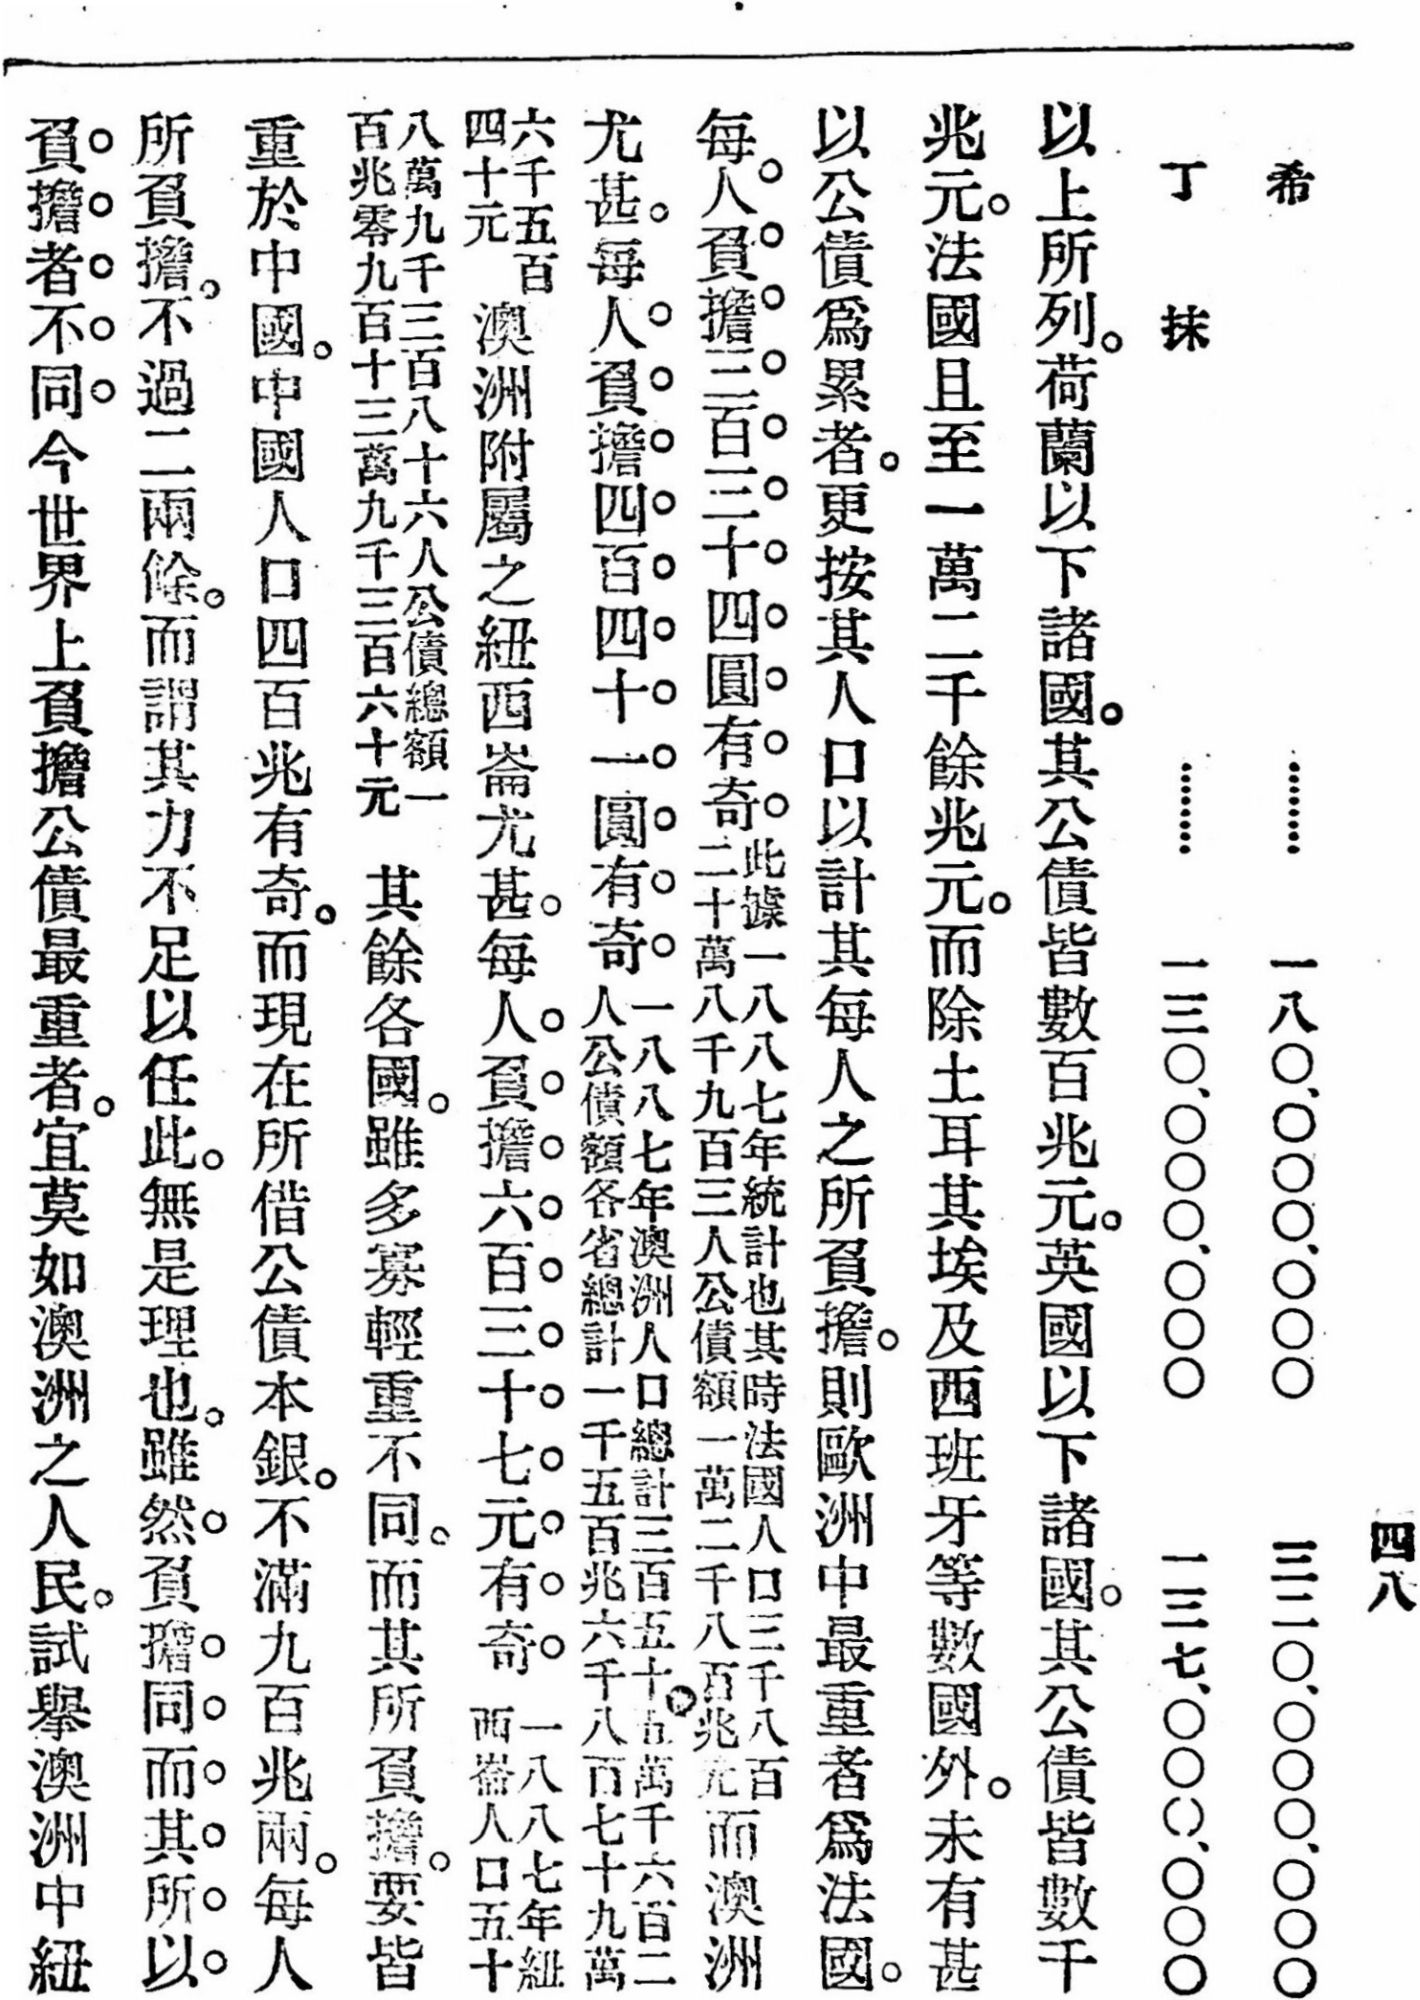 四八
希　　　　　……　一八〇、〇〇〇、〇〇〇　三二〇、〇〇〇、〇〇〇
丁　抹　　　……　一三〇、〇〇〇、〇〇〇　一三七、〇〇〇、〇〇〇
以上所列。荷蘭以下諸國。其公債皆數百兆元。英國以下諸國。其公債皆數千
兆元。法國且至一萬二千餘兆元。而除土耳其埃及西班牙等數國外。未有甚
以公債爲累者。更按其人口以計其每人之所負擔。則歐洲中最重者爲法國。
每人負擔三百三十四圓有奇此據一八八七年統計也其時法國人口三千八百二十萬八千九百三人公債額一萬二千八百兆元而澳洲
尤甚。每人負擔四百四十一圓有奇一八八七年澳洲人口總計三百五十五萬千六百二人公債額各省總計一千五百兆六千八百七十九萬
六千五百四十元澳洲附屬之紐西崙尤甚。每人負擔六百三十七元有奇一八八七年紐西崙人口五十
八萬九千三百八十六人公債總額一百兆零九百十三萬九千三百六十元其餘各國。雖多寡輕重不同。而其所負擔。要皆
重於中國。中國人口四百兆有奇。而現在所借公債本銀。不滿九百兆兩。每人
所負擔。不過二兩餘。而謂其力不足以任此。無是理也。雖然負擔同而其所以
負擔者不同今世界上負擔公債最重者。宜莫如澳洲之人民。試舉澳洲中紐